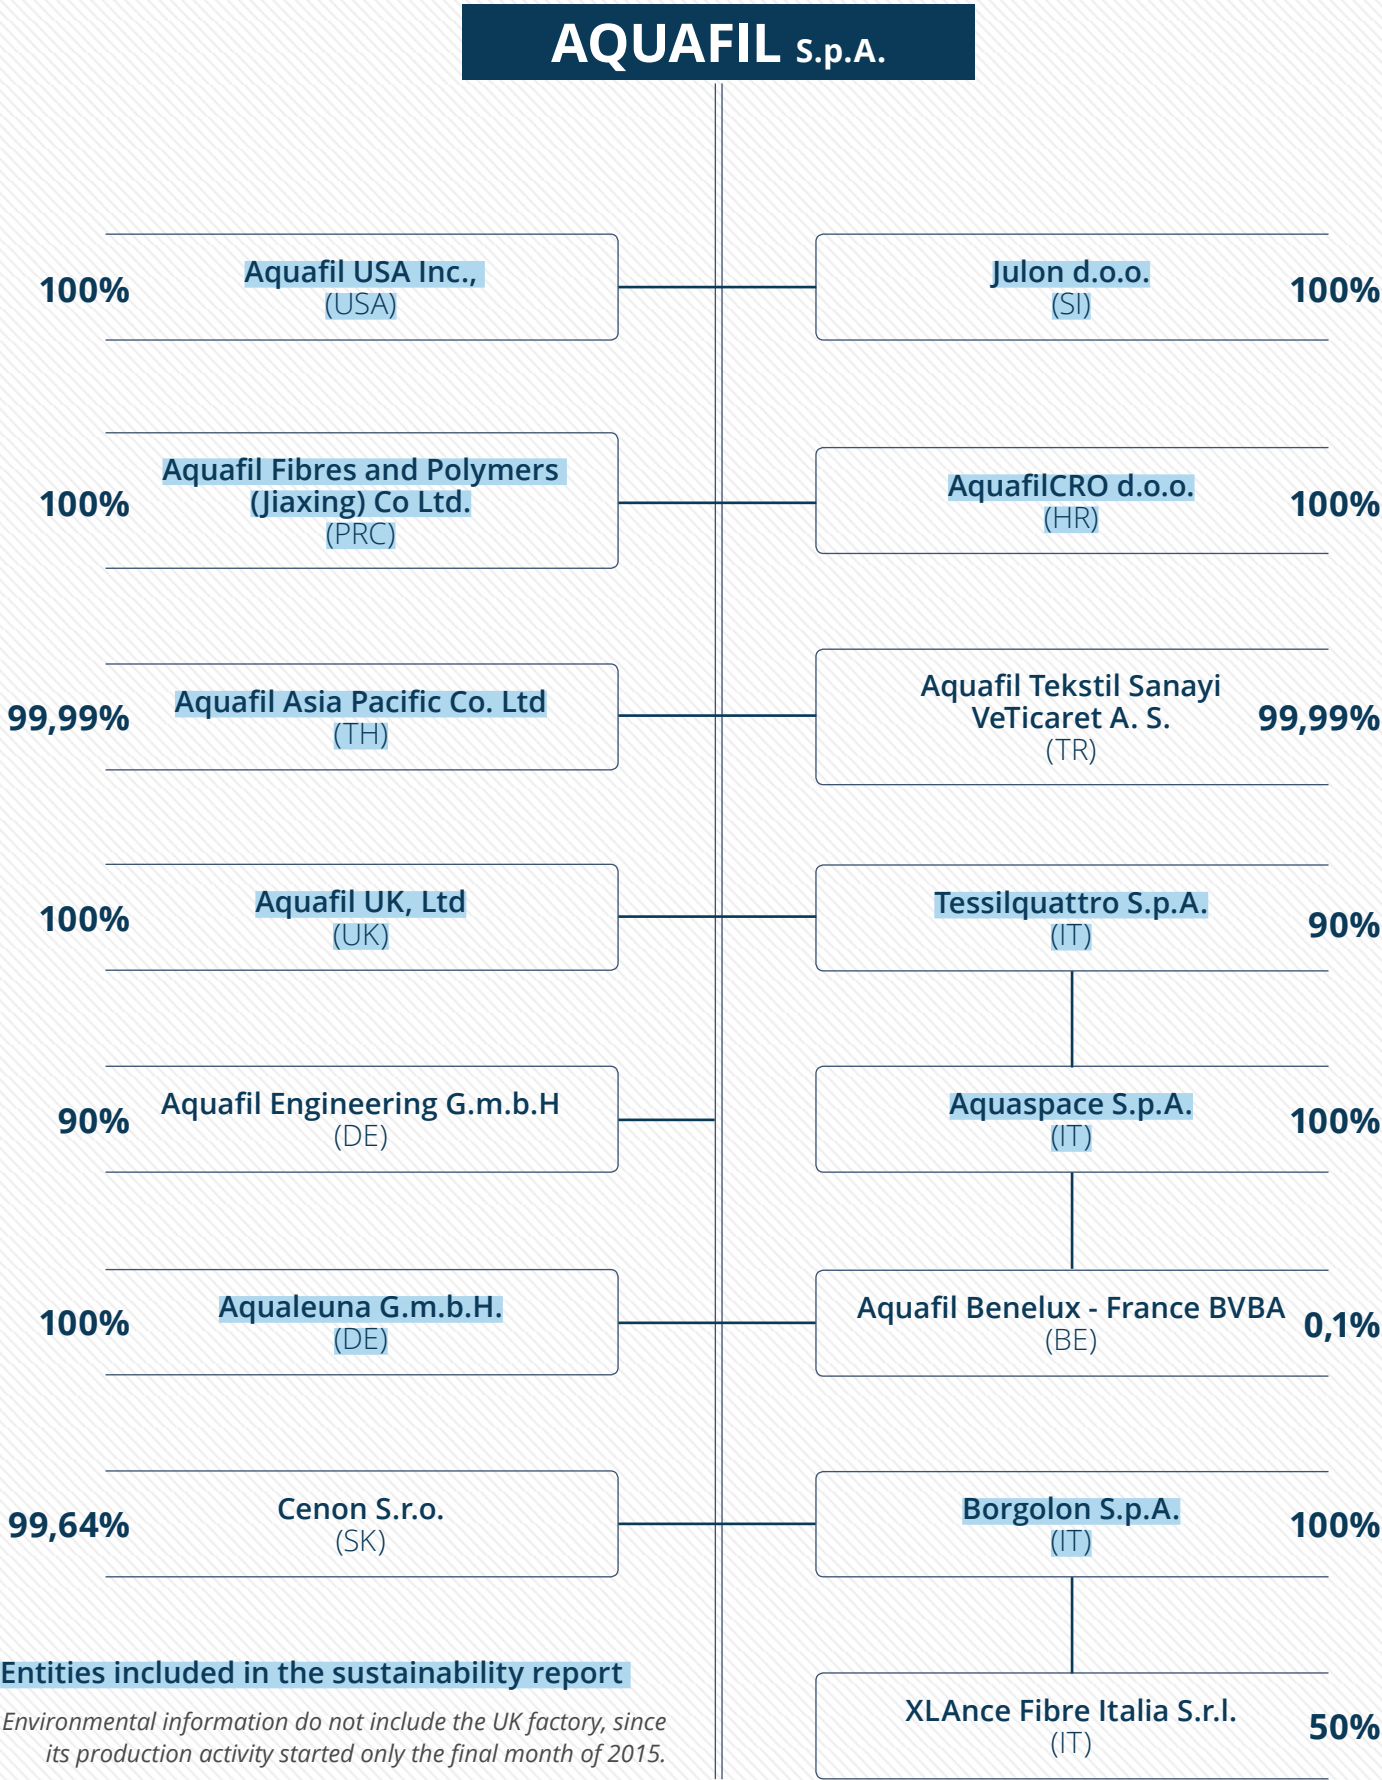 AQUAFIL S.p.A.
100%
Aquafil USA Inc.,
(USA)
Julon d.o.o.
(SI)
100%
100%
Aquafil Fibres and Polymers
(Jiaxing) Co Ltd.
(PRC)
AquafilCRO d.o.o.
(HR)
100%
99,99%
Aquafil Asia Pacific Co. Ltd
(TH)
Aquafil Tekstil Sanayi
VeTicaret A. S.
(TR)
99,99%
100%
Aquafil UK, Ltd
(UK)
Tessilquattro S.p.A.
(IT)
90%
90%
Aquafil Engineering G.m.b.H
(DE)
Aquaspace S.p.A.
(IT)
100%
100%
Aqualeuna G.m.b.H.
(DE)
Aquafil Benelux - France BVBA
(BE)
0,1%
99,64%
Cenon S.r.o.
(SK)
Borgolon S.p.A.
(IT)
100%
Entities included in the sustainability report
Environmental information do not include the UK factory, since
its production activity started only the final month of 2015.
XLAnce Fibre Italia S.r.l.
(IT)
50%